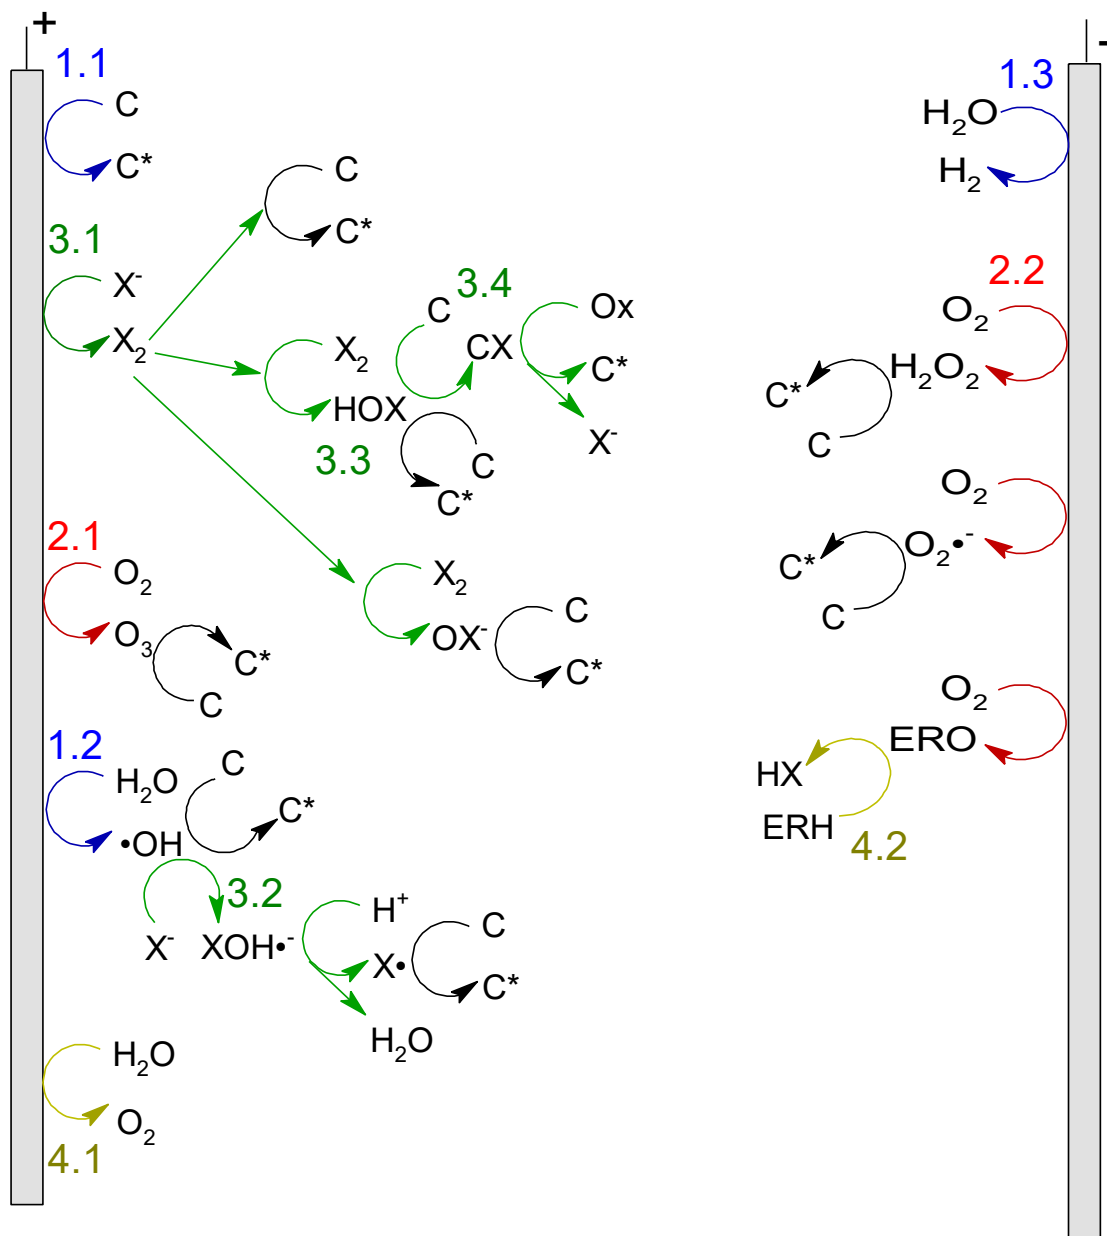 +
-
1.1
C
C*
1.3
H₂O
H₂
C
C*
3.1
X⁻
X₂
X₂
HOX
3.3
C
3.4
CX
Ox
C*
X⁻
C
C*
2.2
O₂
H₂O₂
C*
C
O₂
O₂•⁻
C*
C
2.1
O₂
O₃
C*
C
X₂
OX⁻
C
C*
O₂
ERO
HX
ERH
4.2
1.2
H₂O
•OH
C
C*
3.2
X⁻
XOH•⁻
H⁺
X•
H₂O
C
C*
H₂O
O₂
4.1